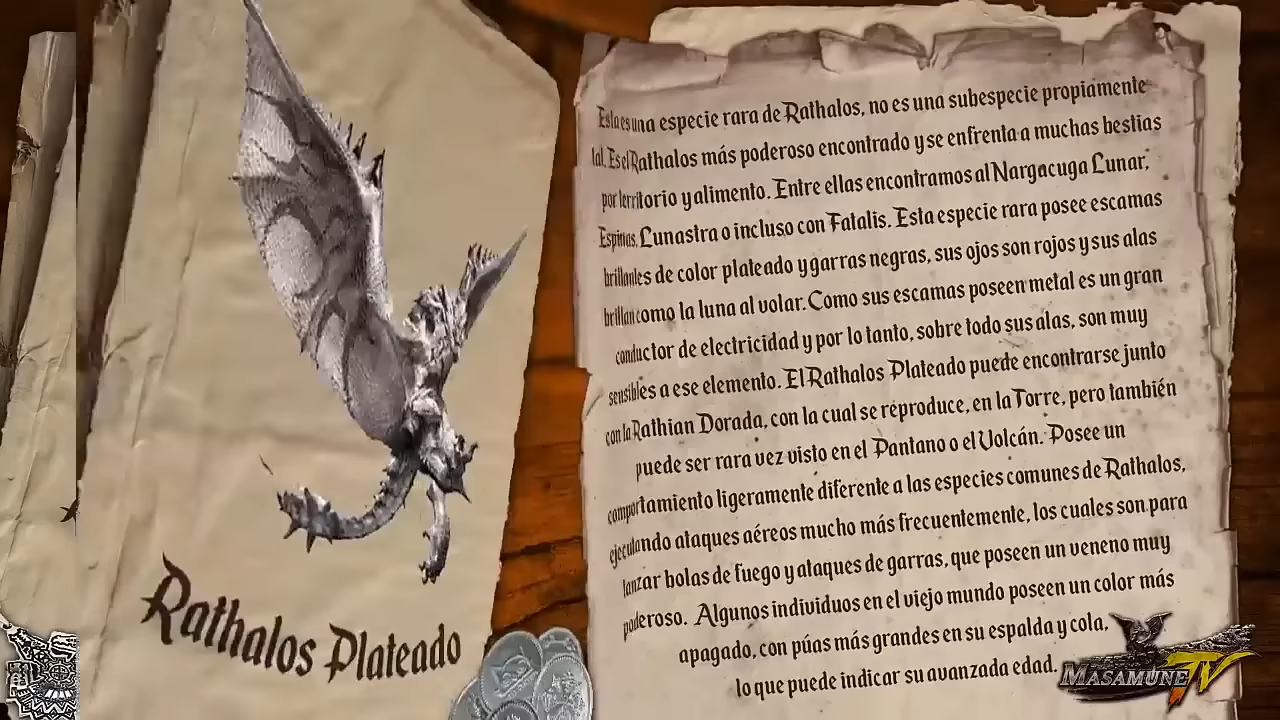 Esta es una especie rara de Rathalos, no es una subespecie propiamente
tal. Es el Rathalos más poderoso encontrado y se enfrenta a muchas bestias
por territorio y alimento. Entre ellas encontramos al Nargacuga Lunar,
Espinas, Lunastra o incluso con Fatalis. Esta especie rara posee escamas
brillantes de color plateado y garras negras, sus ojos son rojos y sus alas
brillan como la luna al volar. Como sus escamas poseen metal es un gran
conductor de electricidad y por lo tanto, sobre todo sus alas, son muy
sensibles a ese elemento. El Rathalos Plateado puede encontrarse junto
con la Rathian Dorada, con la cual se reproduce, en la Torre, pero también
puede ser rara vez visto en el Pantano o el Volcán. Posee un
comportamiento ligeramente diferente a las especies comunes de Rathalos,
ejecutando ataques aéreos mucho más frecuentemente, los cuales son para
lanzar bolas de fuego y ataques de garras, que poseen un veneno muy
poderoso. Algunos individuos en el viejo mundo poseen un color más
apagado, con púas más grandes en su espalda y cola,
lo que puede indicar su avanzada edad.
Rathalos Plateado
MASAMUNE TV